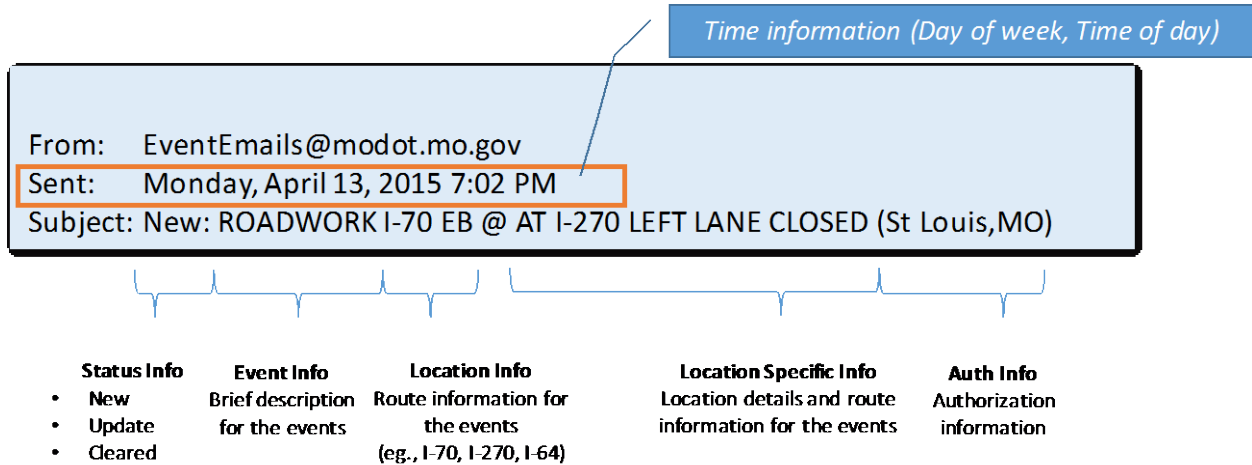 Time information (Day of week, Time of day)
From: EventEmails@modot.mo.gov
Sent: Monday, April 13, 2015 7:02 PM
Subject: New: ROADWORK I-70 EB @ AT I-270 LEFT LANE CLOSED (St Louis,MO)
Status Info
• New
• Update
• Cleared
Event Info
Brief description
for the events
Location Info
Route information for
the events
(eg., I-70, I-270, I-64)
Location Specific Info
Location details and route
information for the events
Auth Info
Authorization
information